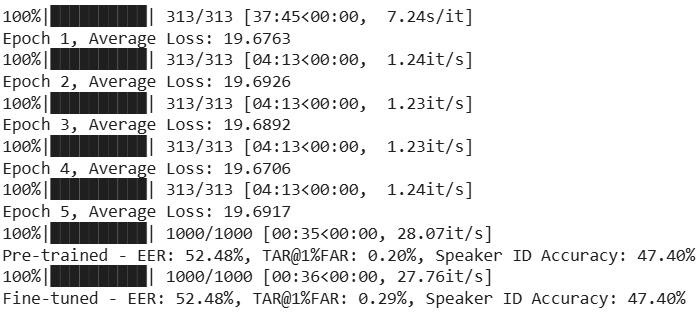 100%|██████████| 313/313 [37:45<00:00,  7.24s/it]
Epoch 1, Average Loss: 19.6763
100%|██████████| 313/313 [04:13<00:00,  1.24it/s]
Epoch 2, Average Loss: 19.6926
100%|██████████| 313/313 [04:13<00:00,  1.23it/s]
Epoch 3, Average Loss: 19.6892
100%|██████████| 313/313 [04:13<00:00,  1.23it/s]
Epoch 4, Average Loss: 19.6706
100%|██████████| 313/313 [04:13<00:00,  1.24it/s]
Epoch 5, Average Loss: 19.6917
100%|██████████| 1000/1000 [00:35<00:00, 28.07it/s]
Pre-trained - EER: 52.48%, TAR@1%FAR: 0.20%, Speaker ID Accuracy: 47.40%
100%|██████████| 1000/1000 [00:36<00:00, 27.76it/s]
Fine-tuned - EER: 52.48%, TAR@1%FAR: 0.29%, Speaker ID Accuracy: 47.40%